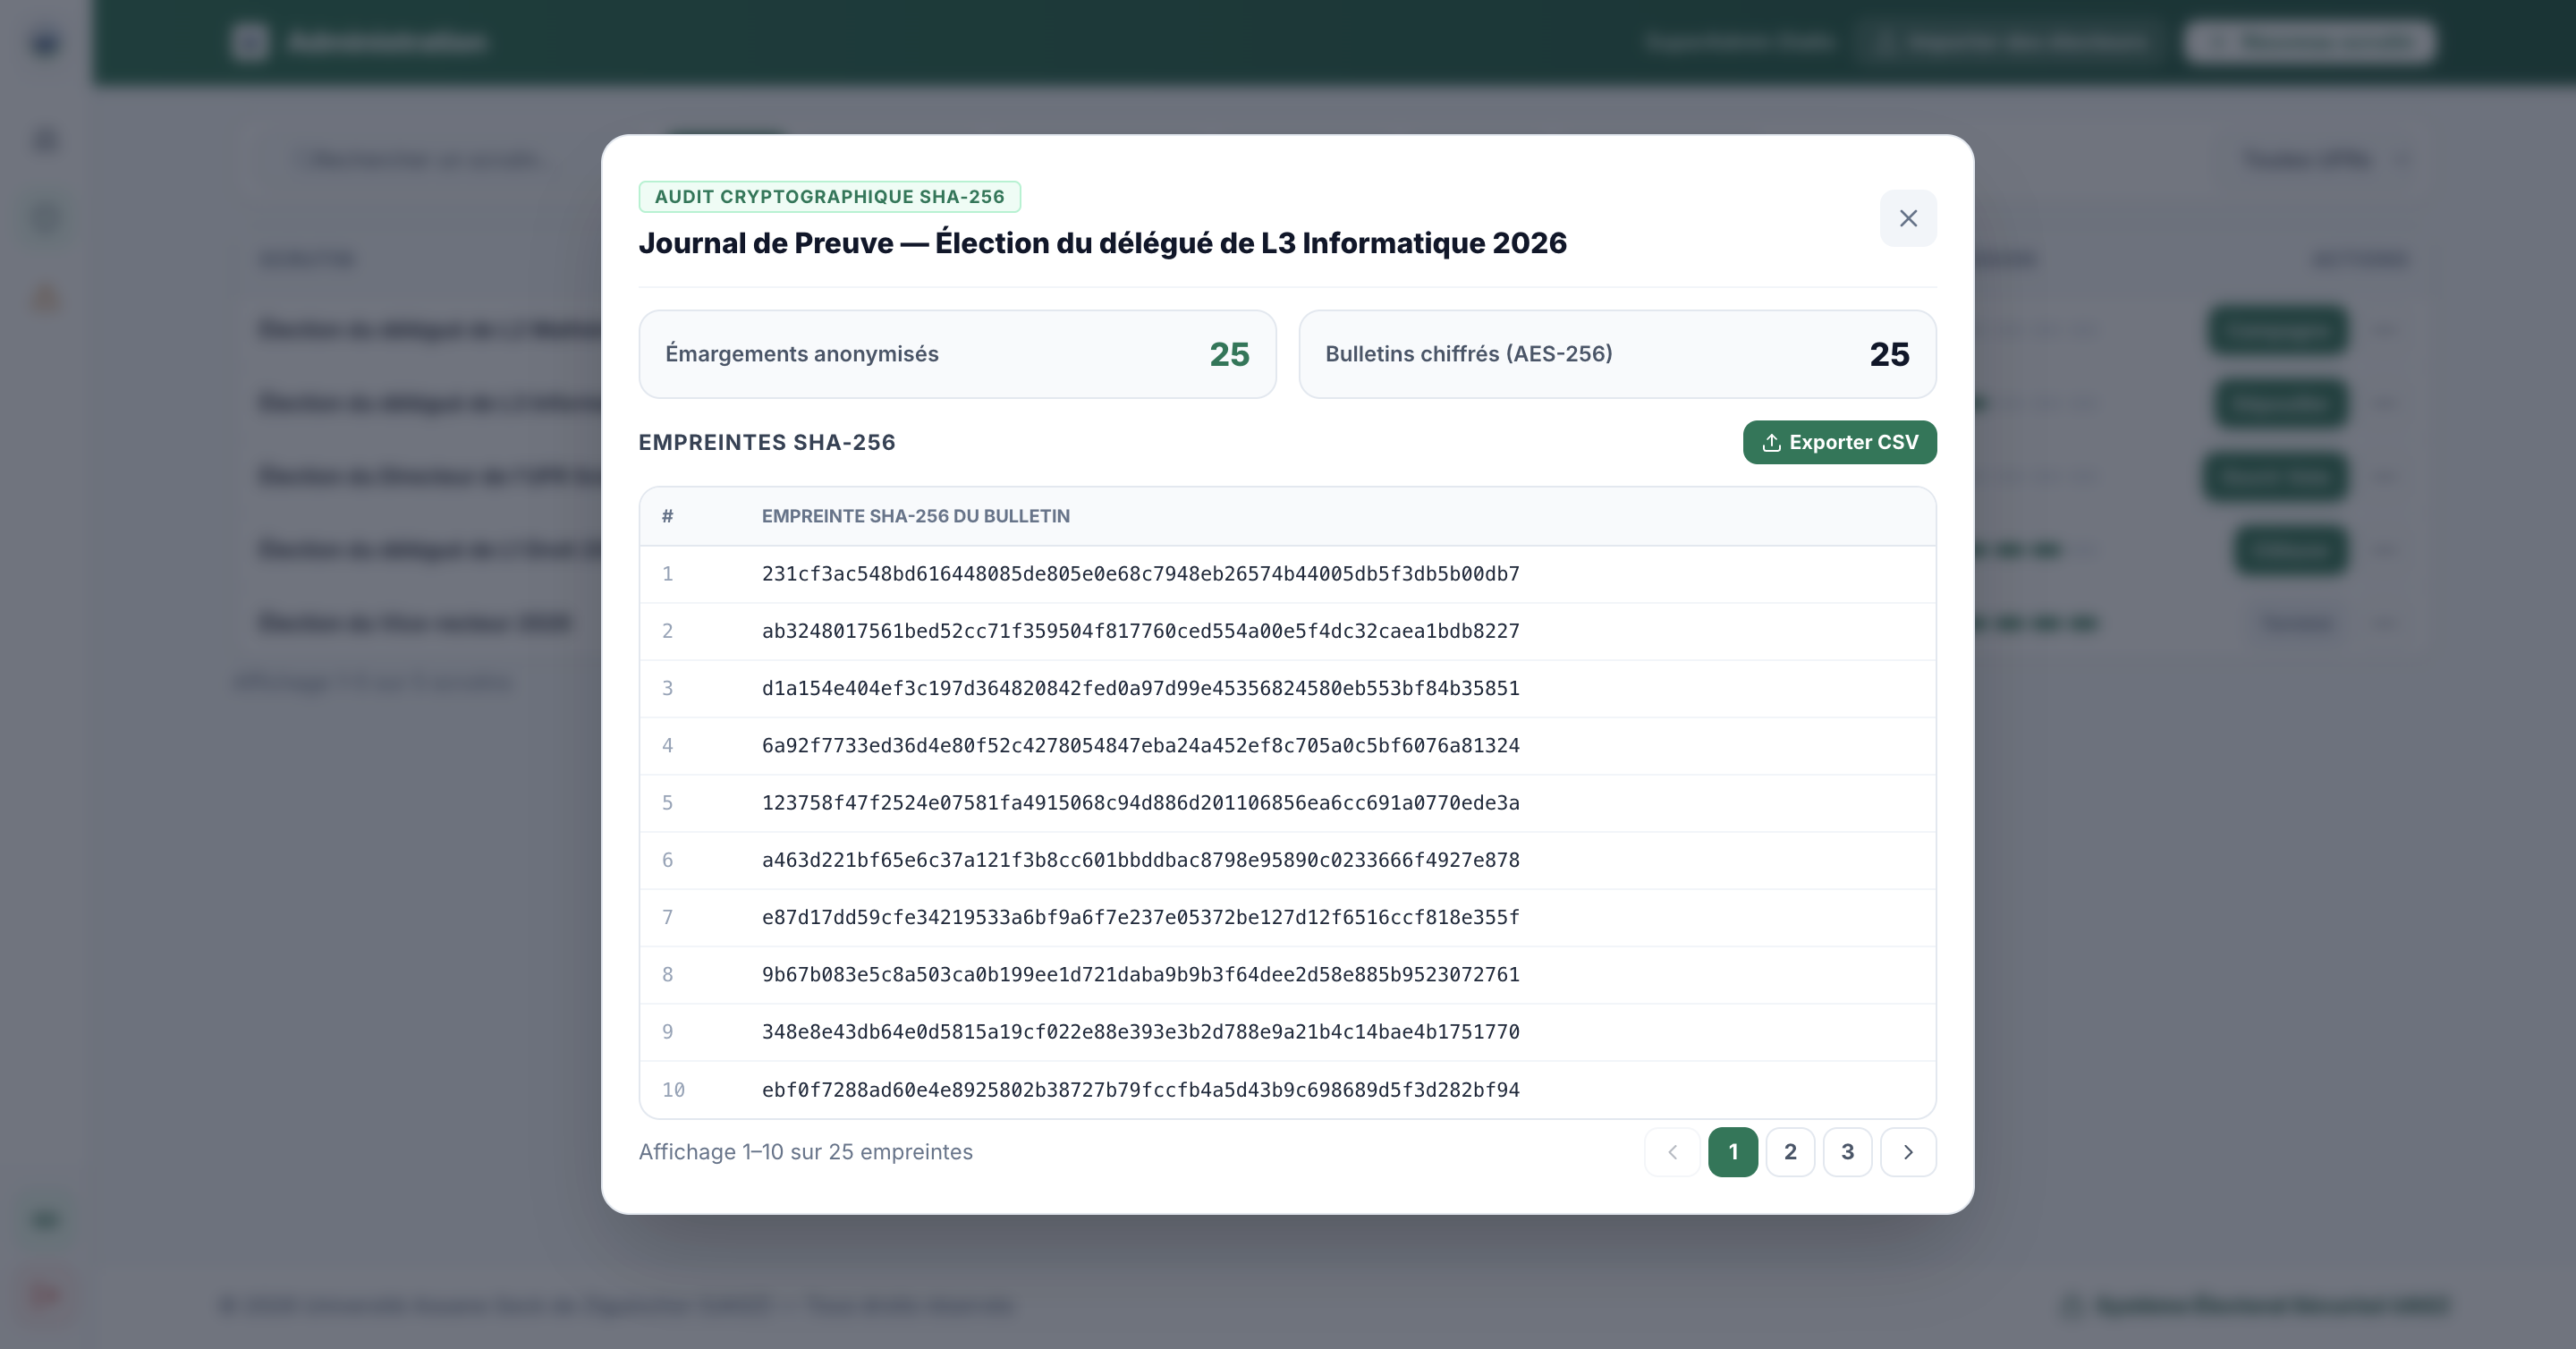 Administration
AUDIT CRYPTOGRAPHIQUE SHA-256
Journal de Preuve — Élection du délégué de L3 Informatique 2026
Émargements anonymisés
25
Bulletins chiffrés (AES-256)
25
EMPREINTES SHA-256
Exporter CSV
# EMPREINTE SHA-256 DU BULLETIN
1 231cf3ac548bd616448085de805e0e68c7948eb26574b44005db5f3db5b00db7
2 ab3248017561bed52cc71f359504f817760ced554a00e5f4dc32caea1bdb8227
3 d1a154e404ef3c197d364820842fed0a97d99e45356824580eb553bf84b35851
4 6a92f7733ed36d4e80f52c4278054847eba24a452ef8c705a0c5bf6076a81324
5 123758f47f2524e07581fa4915068c94d886d201106856ea6cc691a0770ede3a
6 a463d221bf65e6c37a121f3b8cc601bbddbac8798e95890c0233666f4927e878
7 e87d17dd59cfe34219533a6bf9a6f7e237e05372be127d12f6516ccf818e355f
8 9b67b083e5c8a503ca0b199ee1d721daba9b9b3f64dee2d58e885b9523072761
9 348e8e43db64e0d5815a19cf022e88e393e3b2d788e9a21b4c14bae4b1751770
10 ebf0f7288ad60e4e8925802b38727b79fccfb4a5d43b9c698689d5f3d282bf94
Affichage 1–10 sur 25 empreintes
1 2 3